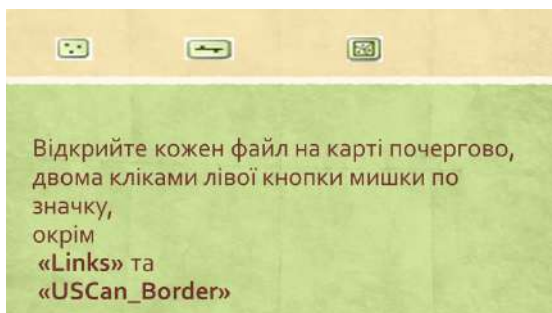 Відкрийте кожен файл на карті почергово,
двома кліками лівої кнопки мишки по
значку,
окрім
«Links» та
«USCan_Border»